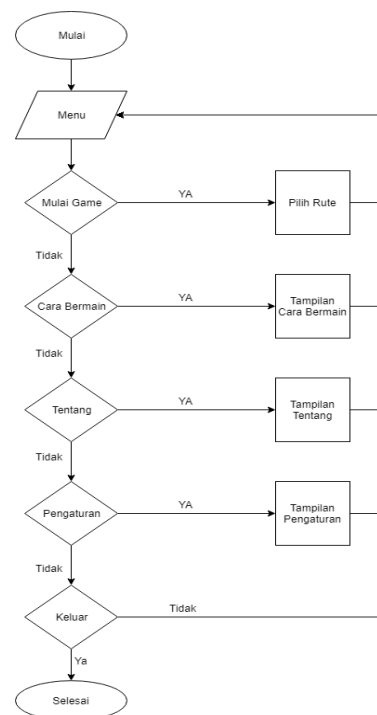 Mulai
Menu
Mulai Game
YA
Pilih Rute
Tidak
Cara Bermain
YA
Tampilan
Cara Bermain
Tidak
Tentang
YA
Tampilan
Tentang
Tidak
Pengaturan
YA
Tampilan
Pengaturan
Tidak
Keluar
Tidak
Ya
Selesai